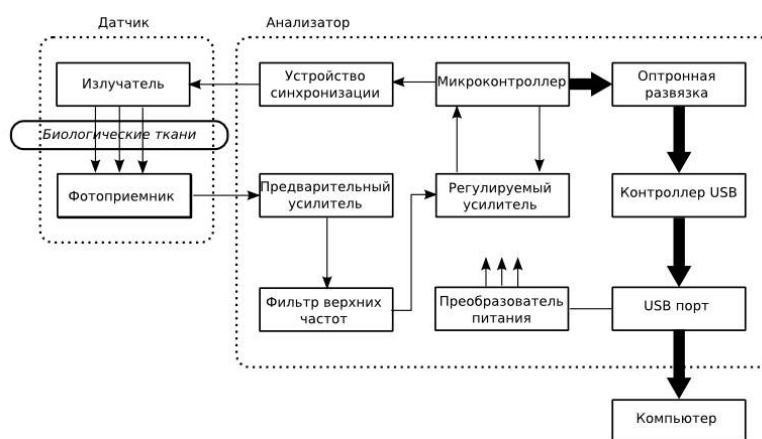 Датчик
Анализатор
Излучатель
Устройство
синхронизации
Микроконтроллер
Оптронная
развязка
Биологические ткани
Фотоприемник
Предварительный
усилитель
Регулируемый
усилитель
Контроллер USB
Фильтр верхних
частот
Преобразователь
питания
USB порт
Компьютер